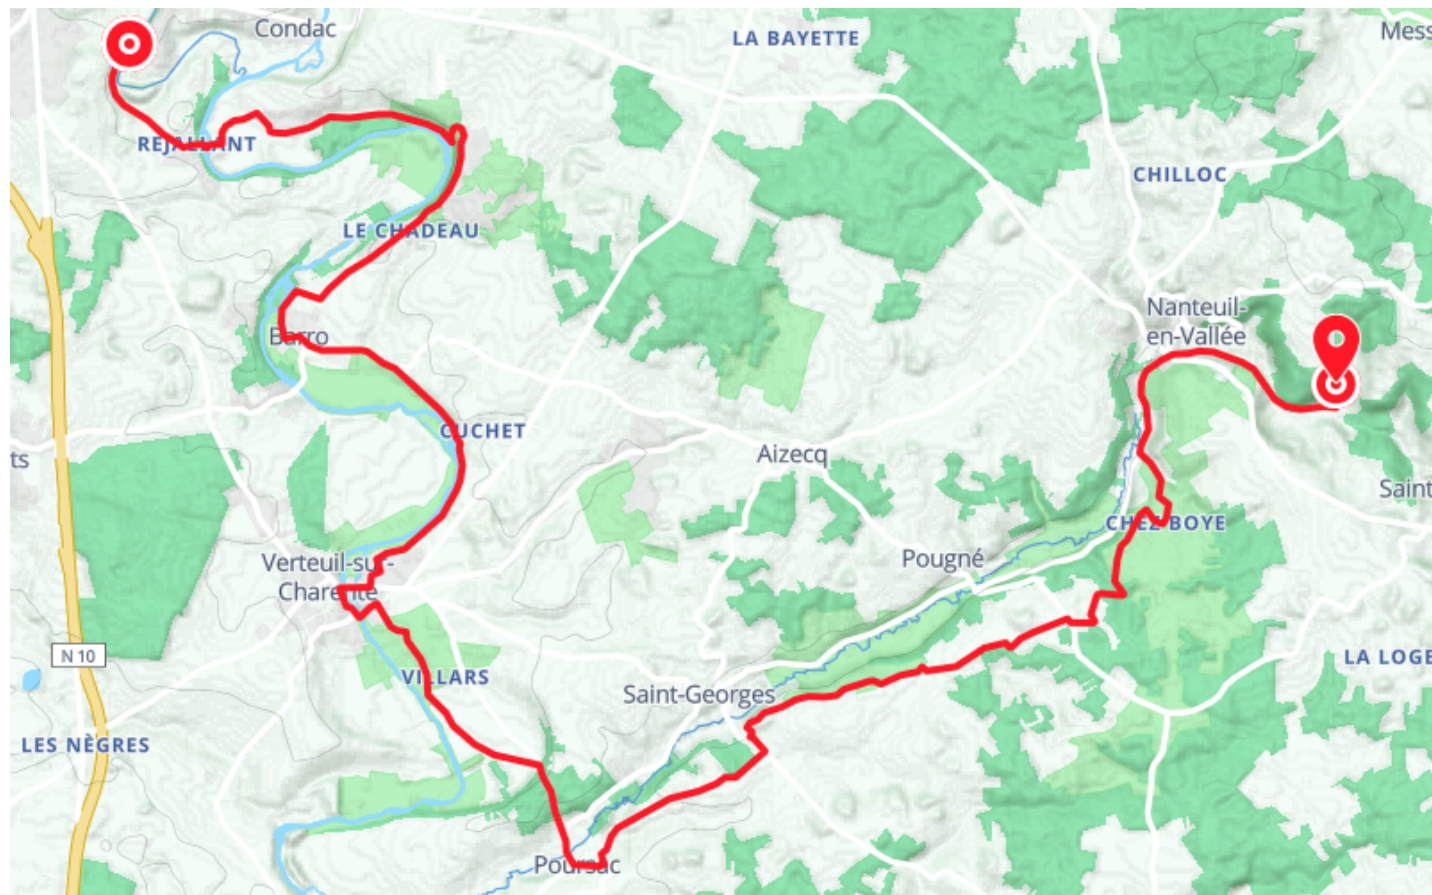 Condac
LA BAYETTE
Mess
REJALLANT
CHILLOC
LE CHADEAU
Nanteuil-
en-Vallée
Barro
CUCHET
Aizecq
ts
Saint
CHEZ BOYE
Verteuil-sur-
Charente
Pougné
N 10
LA LOGE
VILLARS
Saint-Georges
LES NÈGRES
Poursac